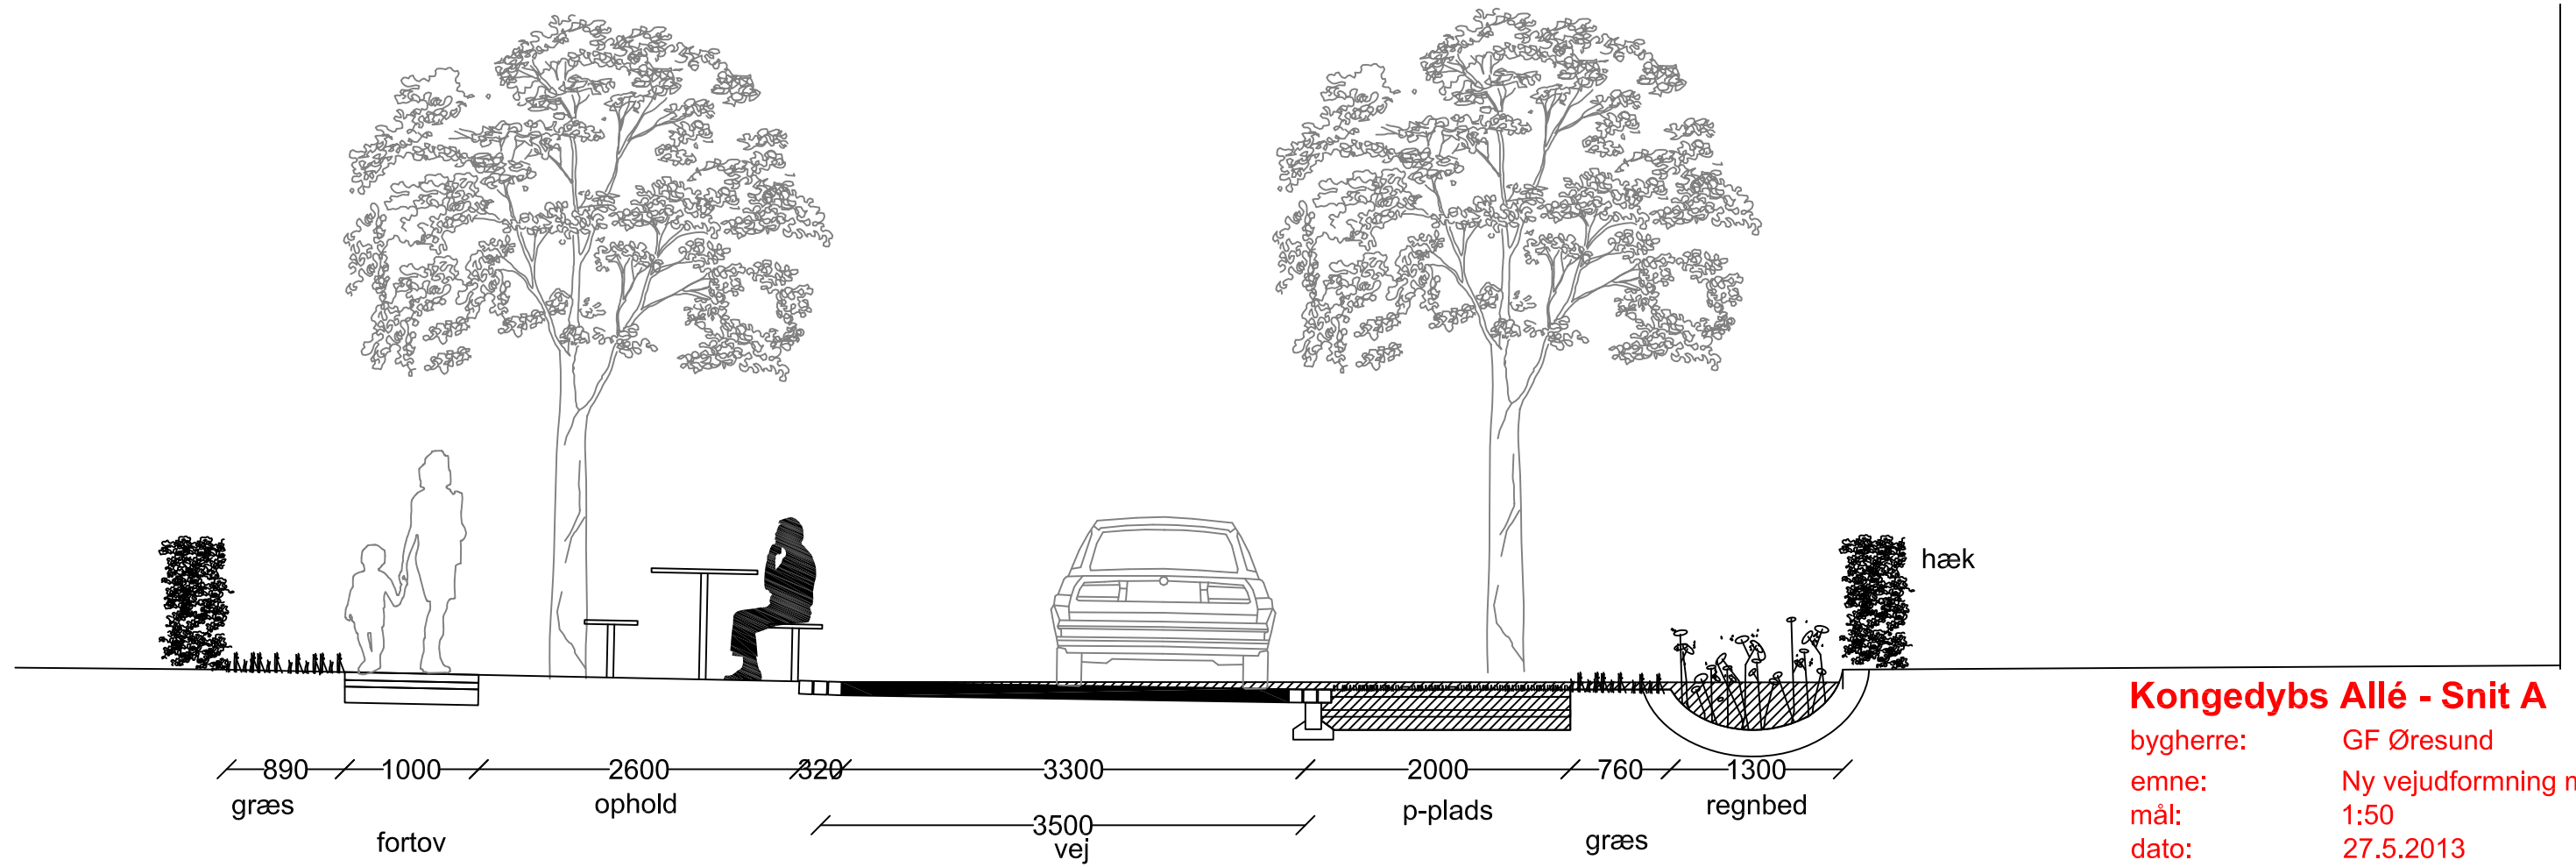 hæk
890 1000 2600 320 3300 2000 760 1300
græs ophold p-plads regnbed
3500
fortov vej græs
Kongedybs Allé - Snit A
bygherre: GF Øresund
emne: Ny vejudformning
mål: 1:50
dato: 27.5.2013